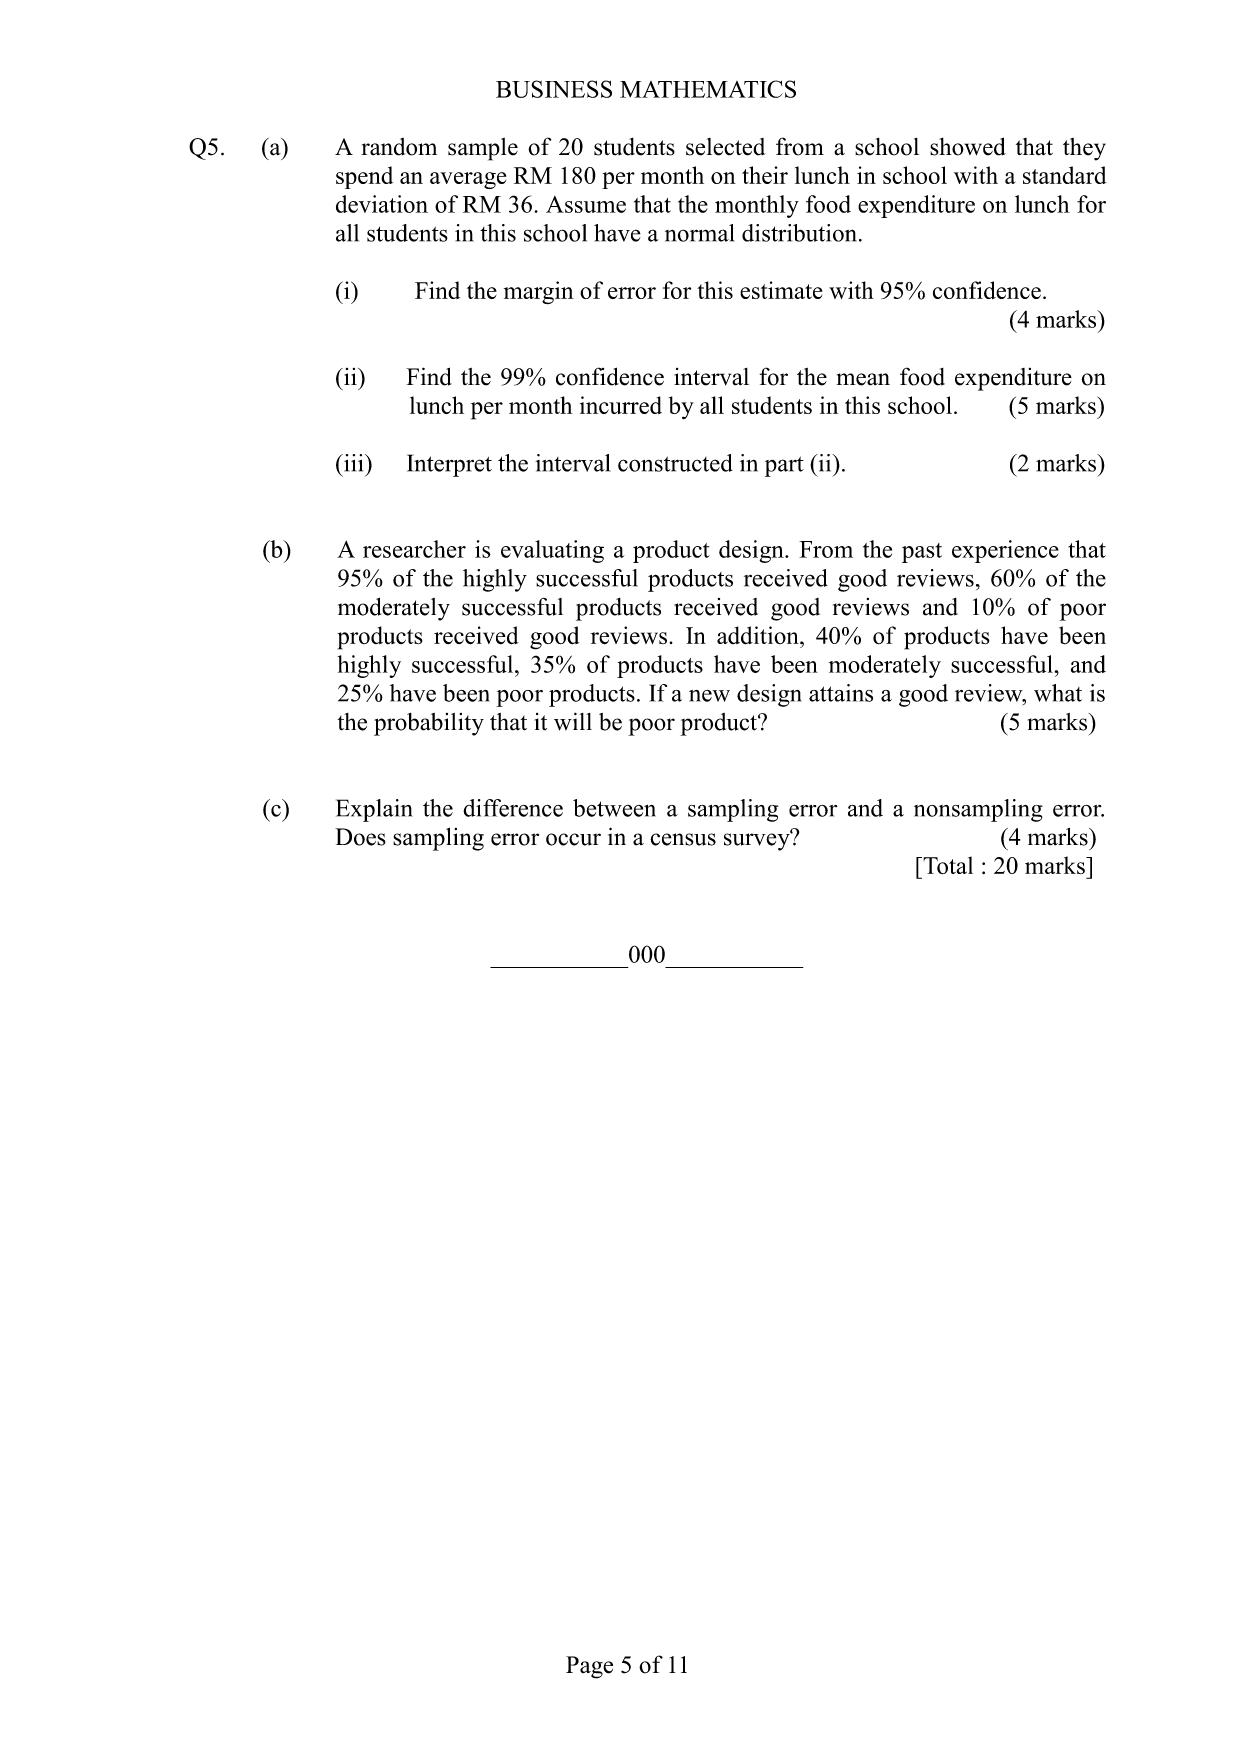 BUSINESS MATHEMATICS
Q5. (a) A random sample of 20 students selected from a school showed that they
spend an average RM 180 per month on their lunch in school with a standard
deviation of RM 36. Assume that the monthly food expenditure on lunch for
all students in this school have a normal distribution.
(i) Find the margin of error for this estimate with 95% confidence.
(4 marks)
(ii) Find the 99% confidence interval for the mean food expenditure on
lunch per month incurred by all students in this school. (5 marks)
(iii) Interpret the interval constructed in part (ii). (2 marks)
(b) A researcher is evaluating a product design. From the past experience that
95% of the highly successful products received good reviews, 60% of the
moderately successful products received good reviews and 10% of poor
products received good reviews. In addition, 40% of products have been
highly successful, 35% of products have been moderately successful, and
25% have been poor products. If a new design attains a good review, what is
the probability that it will be poor product? (5 marks)
(c) Explain the difference between a sampling error and a nonsampling error.
Does sampling error occur in a census survey? (4 marks)
[Total : 20 marks]
___________000___________
Page 5 of 11